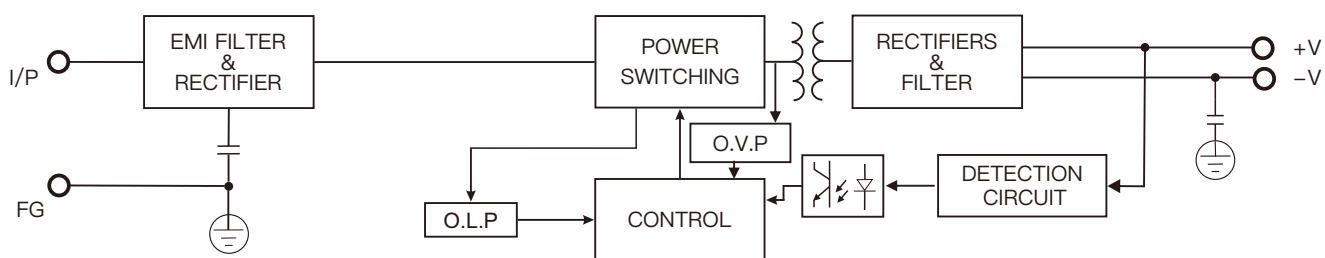 I/P
EMI FILTER
&
RECTIFIER
POWER
SWITCHING
RECTIFIERS
&
FILTER
+V
−V
O.V.P
FG
O.L.P
CONTROL
DETECTION
CIRCUIT